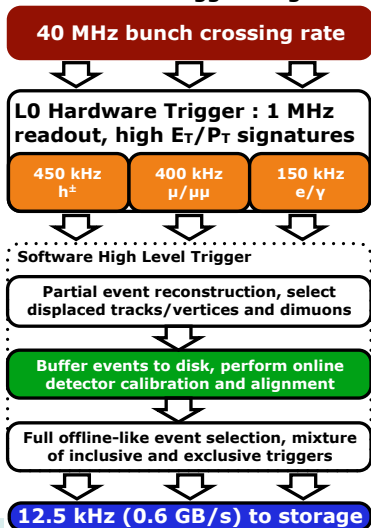 40 MHz bunch crossing rate
L0 Hardware Trigger : 1 MHz
readout, high ET/PT signatures
450 kHz
h±
400 kHz
μ/μμ
150 kHz
e/γ
Software High Level Trigger
Partial event reconstruction, select
displaced tracks/vertices and dimuons
Buffer events to disk, perform online
detector calibration and alignment
Full offline-like event selection, mixture
of inclusive and exclusive triggers
12.5 kHz (0.6 GB/s) to storage